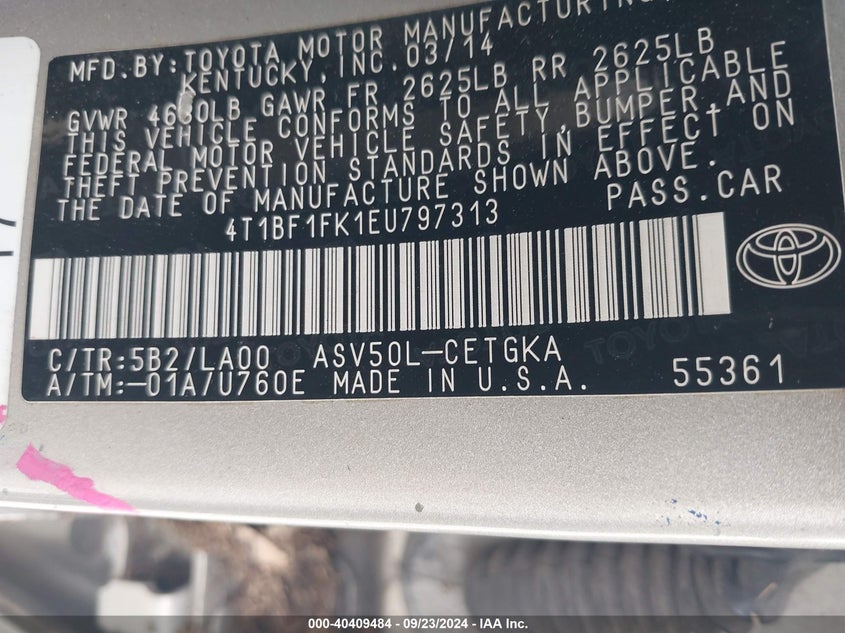 MFD. BY: TOYOTA MOTOR MANUFACTURING
KENTUCKY, INC. 03/14
GVWR 4630LB GAWR FR 2625LB RR 2625LB
THIS VEHICLE CONFORMS TO ALL APPLICABLE
FEDERAL MOTOR VEHICLE SAFETY, BUMPER, AND
THEFT PREVENTION STANDARDS IN EFFECT ON
THE DATE OF MANUFACTURE SHOWN ABOVE.
4T1BF1FK1EU797313 PASS. CAR
C/TR:5B2/LA00 ASV50L-CETGKA
A/TM:-01A/U760E MADE IN U.S.A. 55361
000-40409484 - 09/23/2024 - IAA Inc.